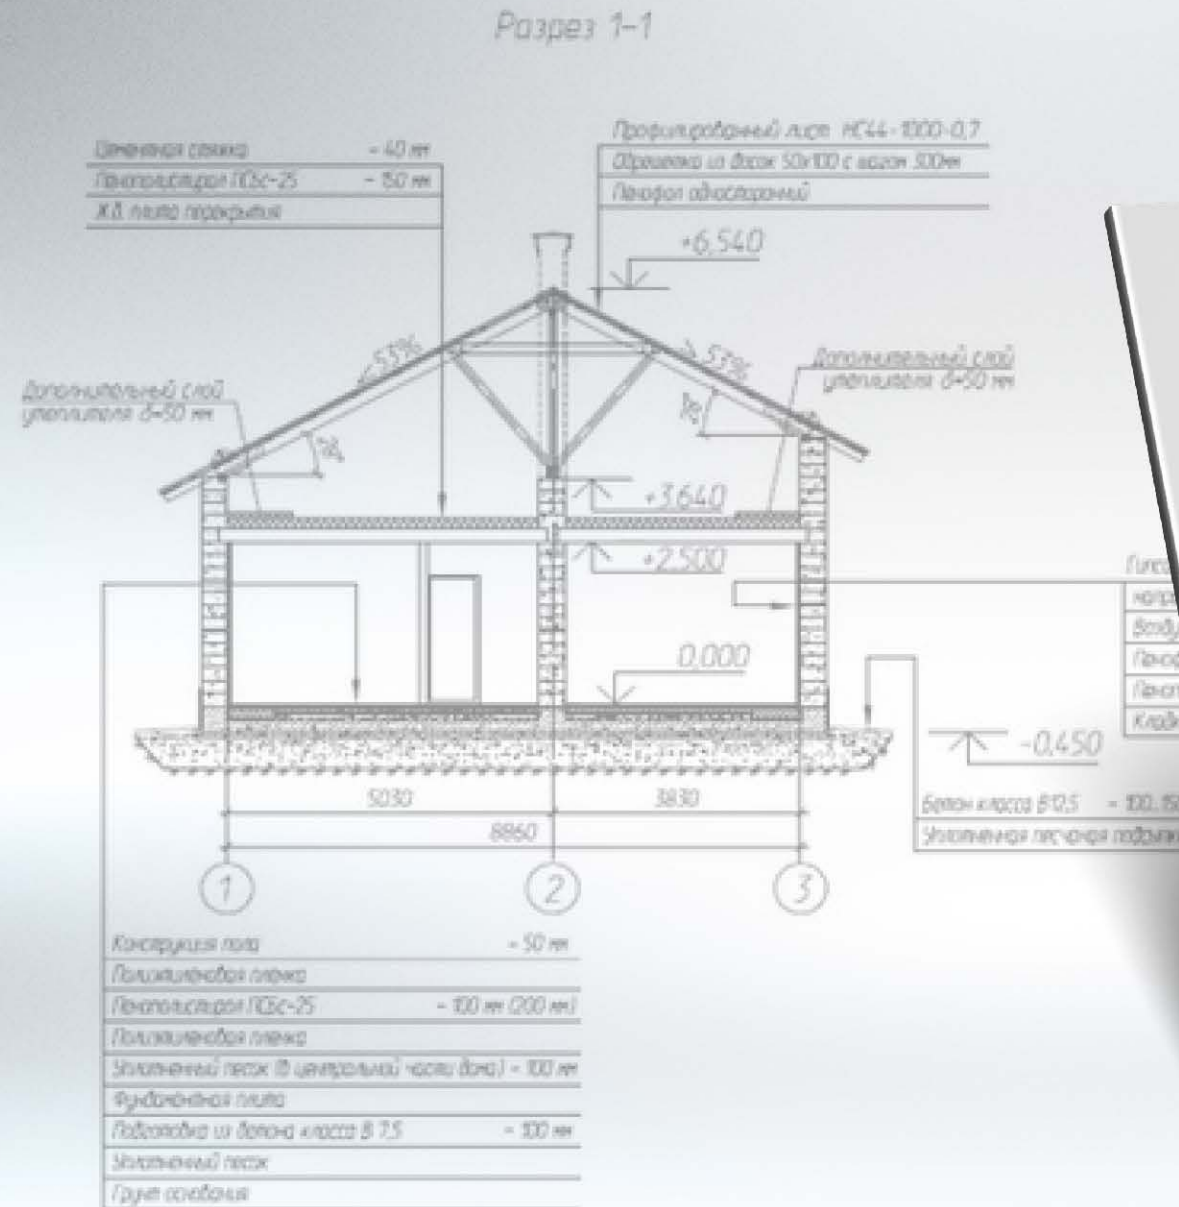 Разрез 1-1
Цементная стяжка - 40 мм
Пенополистирол ПСБс-25 - 150 мм
Ж.б. плита перекрытия
Профилированный лист НС44-1000-0,7
Обрешетка из досок 50х100 с шагом 300мм
Пенофол односторонний
+6,540
53%
53%
Дополнительный слой
утеплителя δ=50 мм
Дополнительный слой
утеплителя δ=50 мм
28°
+3,640
+2,500
0,000
-0,450
Бетон класса В12,5
Уплотненная песчаная
5030
3830
8860
1
2
3
Конструкция пола - 50 мм
Полиэтиленовая пленка
Пенополистирол ПСБс-25 - 100 мм (200 мм)
Полиэтиленовая пленка
Уплотненный песок (в центральной части дома) - 100 мм
Фундаментная плита
Подготовка из бетона класса В 7,5 - 100 мм
Уплотненный песок
Грунт основания